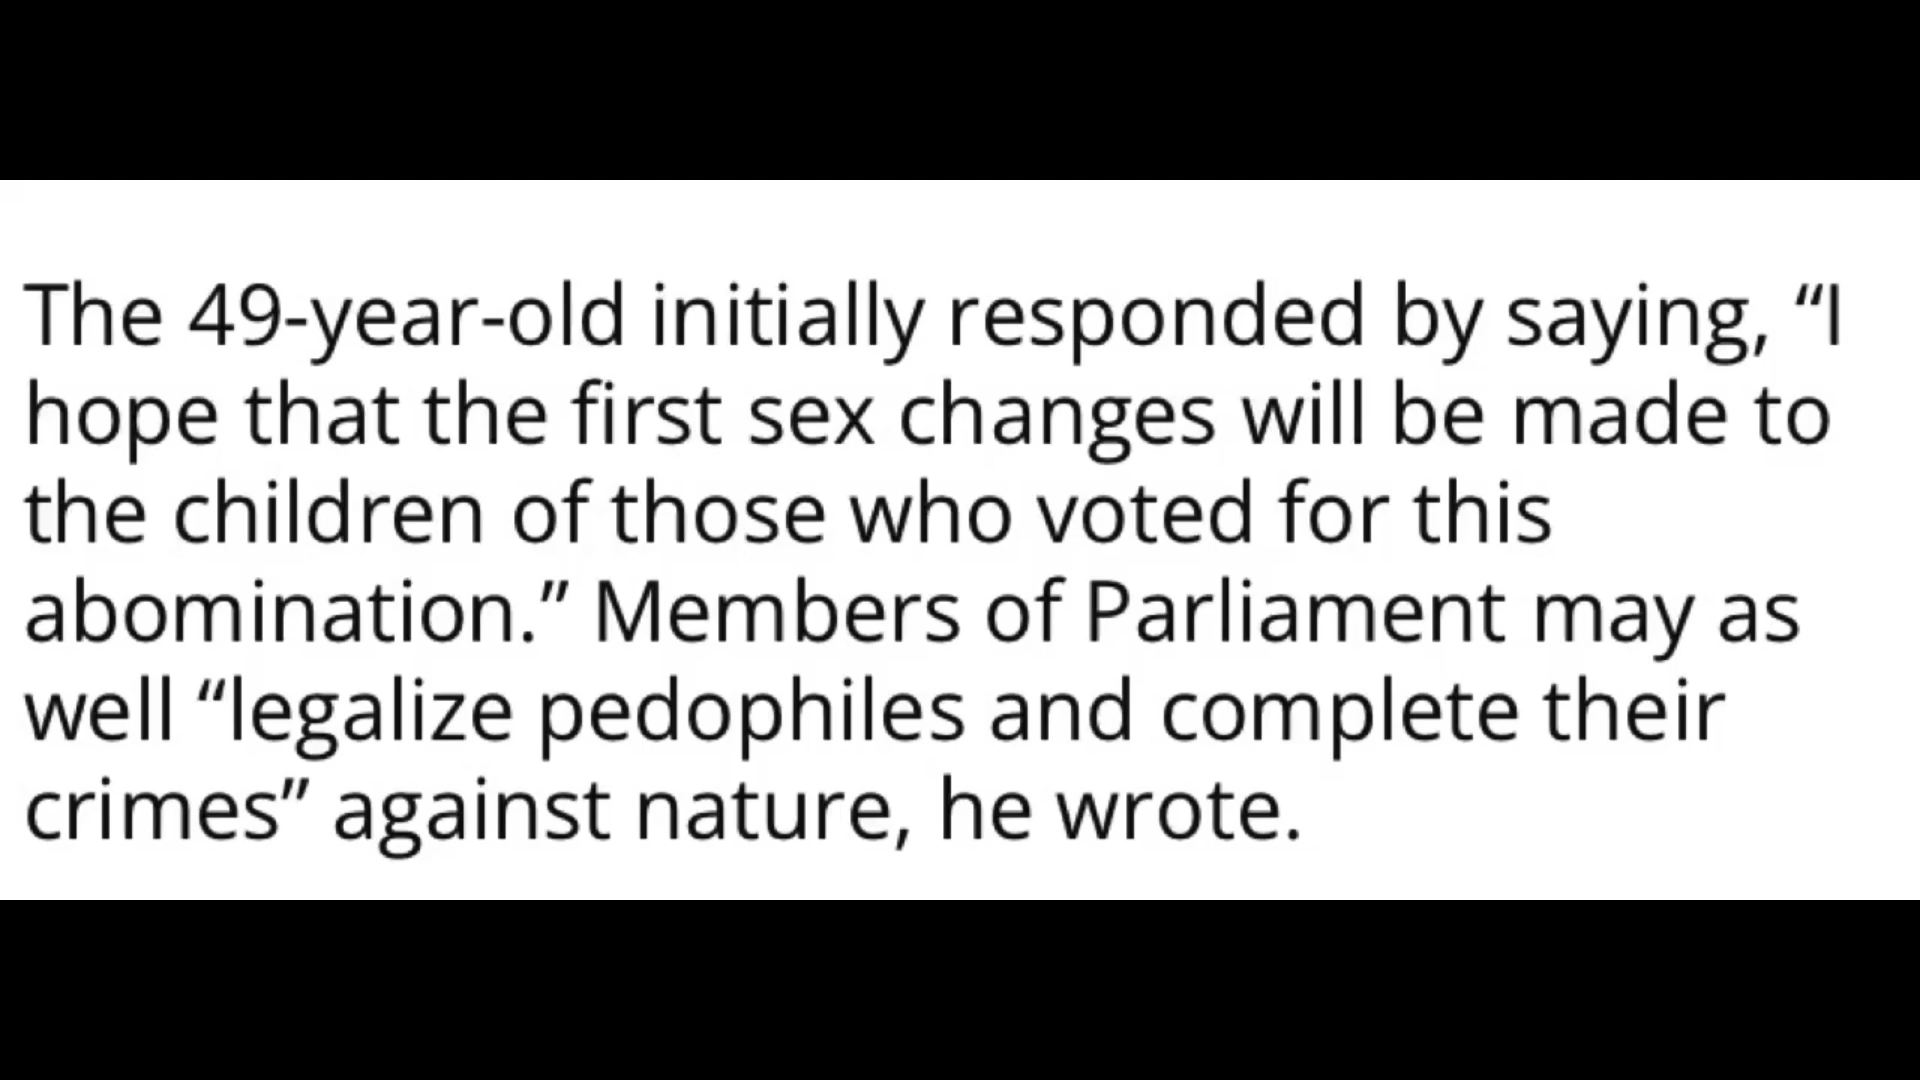 The 49-year-old initially responded by saying, “I
hope that the first sex changes will be made to
the children of those who voted for this
abomination.” Members of Parliament may as
well “legalize pedophiles and complete their
crimes” against nature, he wrote.